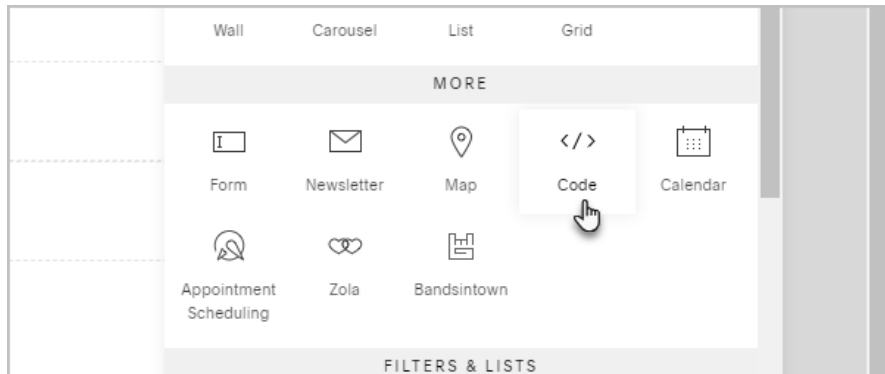 Wall Carousel List Grid
MORE
Form Newsletter Map Code Calendar
Appointment Scheduling Zola Bandsintown
FILTERS & LISTS